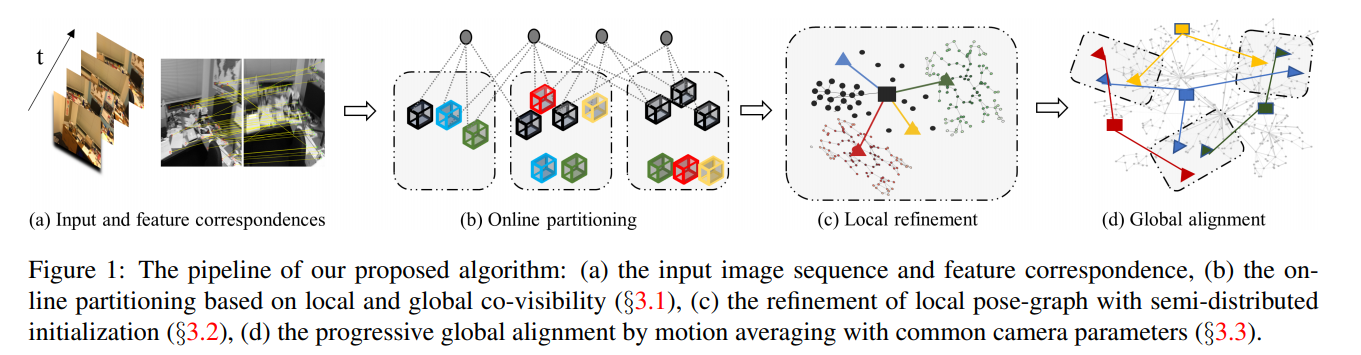 t
(a) Input and feature correspondences
(b) Online partitioning
(c) Local refinement
(d) Global alignment
Figure 1: The pipeline of our proposed algorithm: (a) the input image sequence and feature correspondence, (b) the on-
line partitioning based on local and global co-visibility (§3.1), (c) the refinement of local pose-graph with semi-distributed
initialization (§3.2), (d) the progressive global alignment by motion averaging with common camera parameters (§3.3).